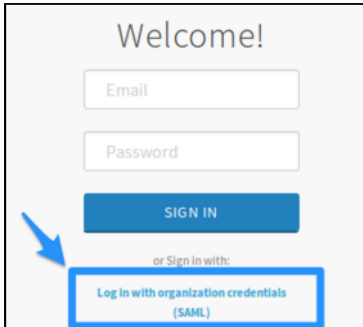 Welcome!
Email
Password
SIGN IN
or Sign in with:
Log in with organization credentials
(SAML)